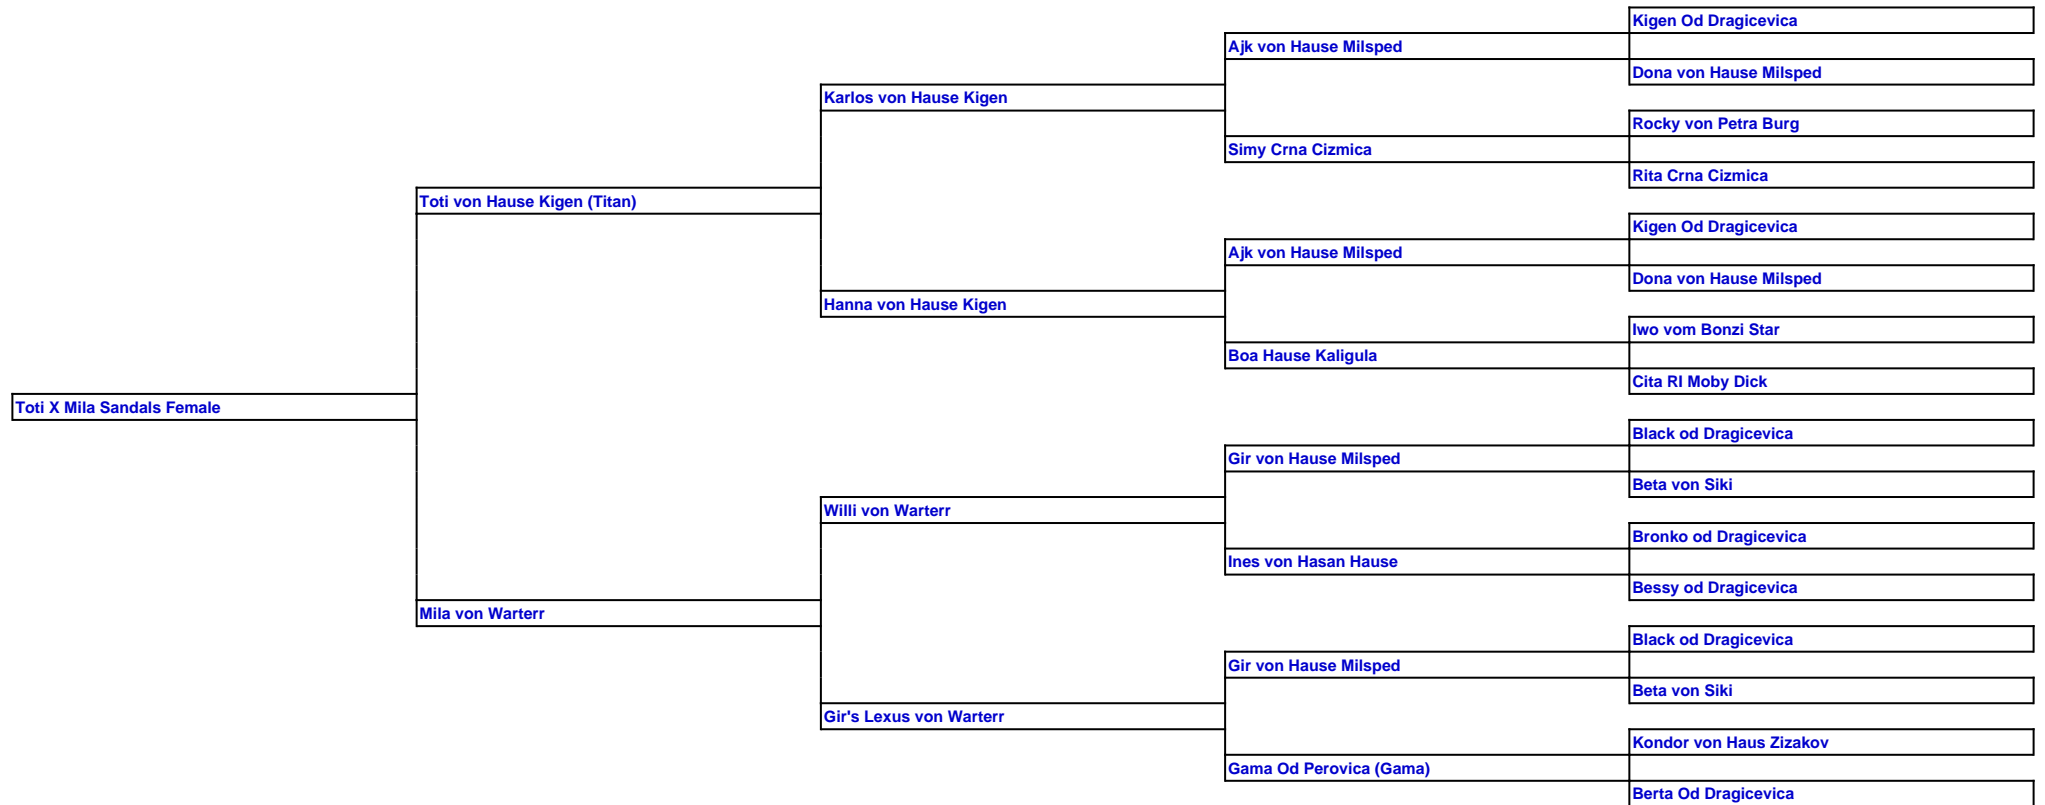 Kigen Od Dragicevica
Ajk von Hause Milsped
Dona von Hause Milsped
Karlos von Hause Kigen
Rocky von Petra Burg
Simy Crna Cizmica
Rita Crna Cizmica
Toti von Hause Kigen (Titan)
Kigen Od Dragicevica
Ajk von Hause Milsped
Dona von Hause Milsped
Hanna von Hause Kigen
Iwo vom Bonzi Star
Boa Hause Kaligula
Cita RI Moby Dick
Toti X Mila Sandals Female
Black od Dragicevica
Gir von Hause Milsped
Beta von Siki
Willi von Warterr
Bronko od Dragicevica
Ines von Hasan Hause
Bessy od Dragicevica
Mila von Warterr
Black od Dragicevica
Gir von Hause Milsped
Beta von Siki
Gir's Lexus von Warterr
Kondor von Haus Zizakov
Gama Od Perovica (Gama)
Berta Od Dragicevica